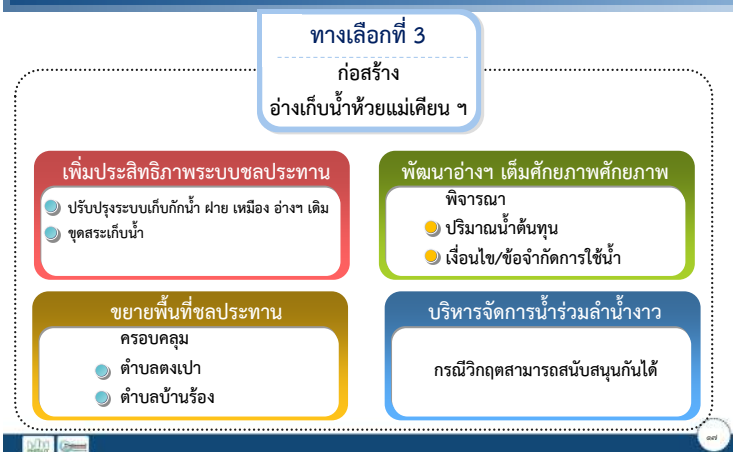 ทางเลือกที่ 3
ก่อสร้าง
อ่างเก็บน้ำห้วยแม่เคียน ฯ
เพิ่มประสิทธิภาพระบบชลประทาน
ปรับปรุงระบบเก็บกักน้ำ ฝาย เหมือง อ่างฯ เดิม
ขุดสระเก็บน้ำ
พัฒนาอ่างฯ เต็มศักยภาพศักยภาพ
พิจารณา
ปริมาณน้ำต้นทุน
เงื่อนไข/ข้อจำกัดการใช้น้ำ
ขยายพื้นที่ชลประทาน
ครอบคลุม
ตำบลตงเปา
ตำบลบ้านร้อง
บริหารจัดการน้ำร่วมลำน้ำงาว
กรณีวิกฤตสามารถสนับสนุนกันได้
๑๗